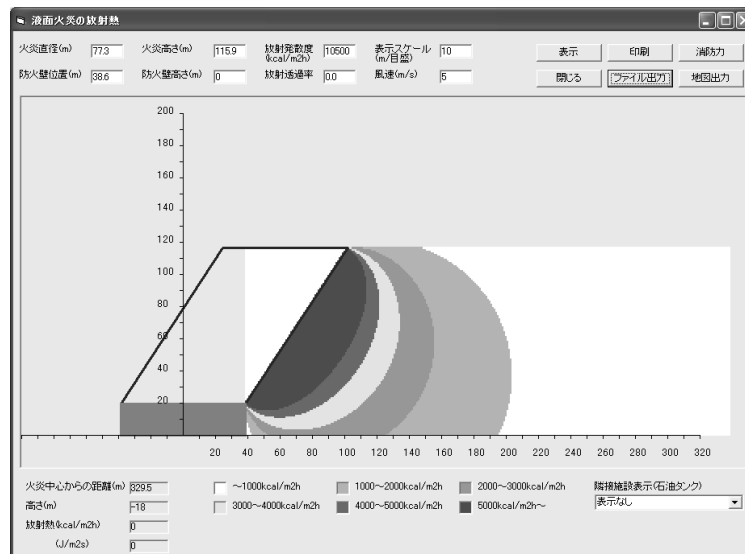 液面火災の放射熱
火炎直径(m) 77.3 火炎高さ(m) 115.9 放射発散度(kcal/m2h) 10500 表示スケール(m/目盛) 10 表示 印刷 消防力
防火壁位置(m) 38.6 防火壁高さ(m) 0 放射透過率 0.0 風速(m/s) 5 閉じる ファイル出力 地図出力
200
180
160
140
120
100
80
60
40
20
20 40 60 80 100 120 140 160 180 200 220 240 260 280 300 320
火炎中心からの距離(m) 329.5 ～1000kcal/m2h 1000～2000kcal/m2h 2000～3000kcal/m2h 隣接施設表示(石油タンク)
高さ(m) -18 3000～4000kcal/m2h 4000～5000kcal/m2h 5000kcal/m2h～ 表示なし
放射熱(kcal/m2h) 0
(J/m2s) 0